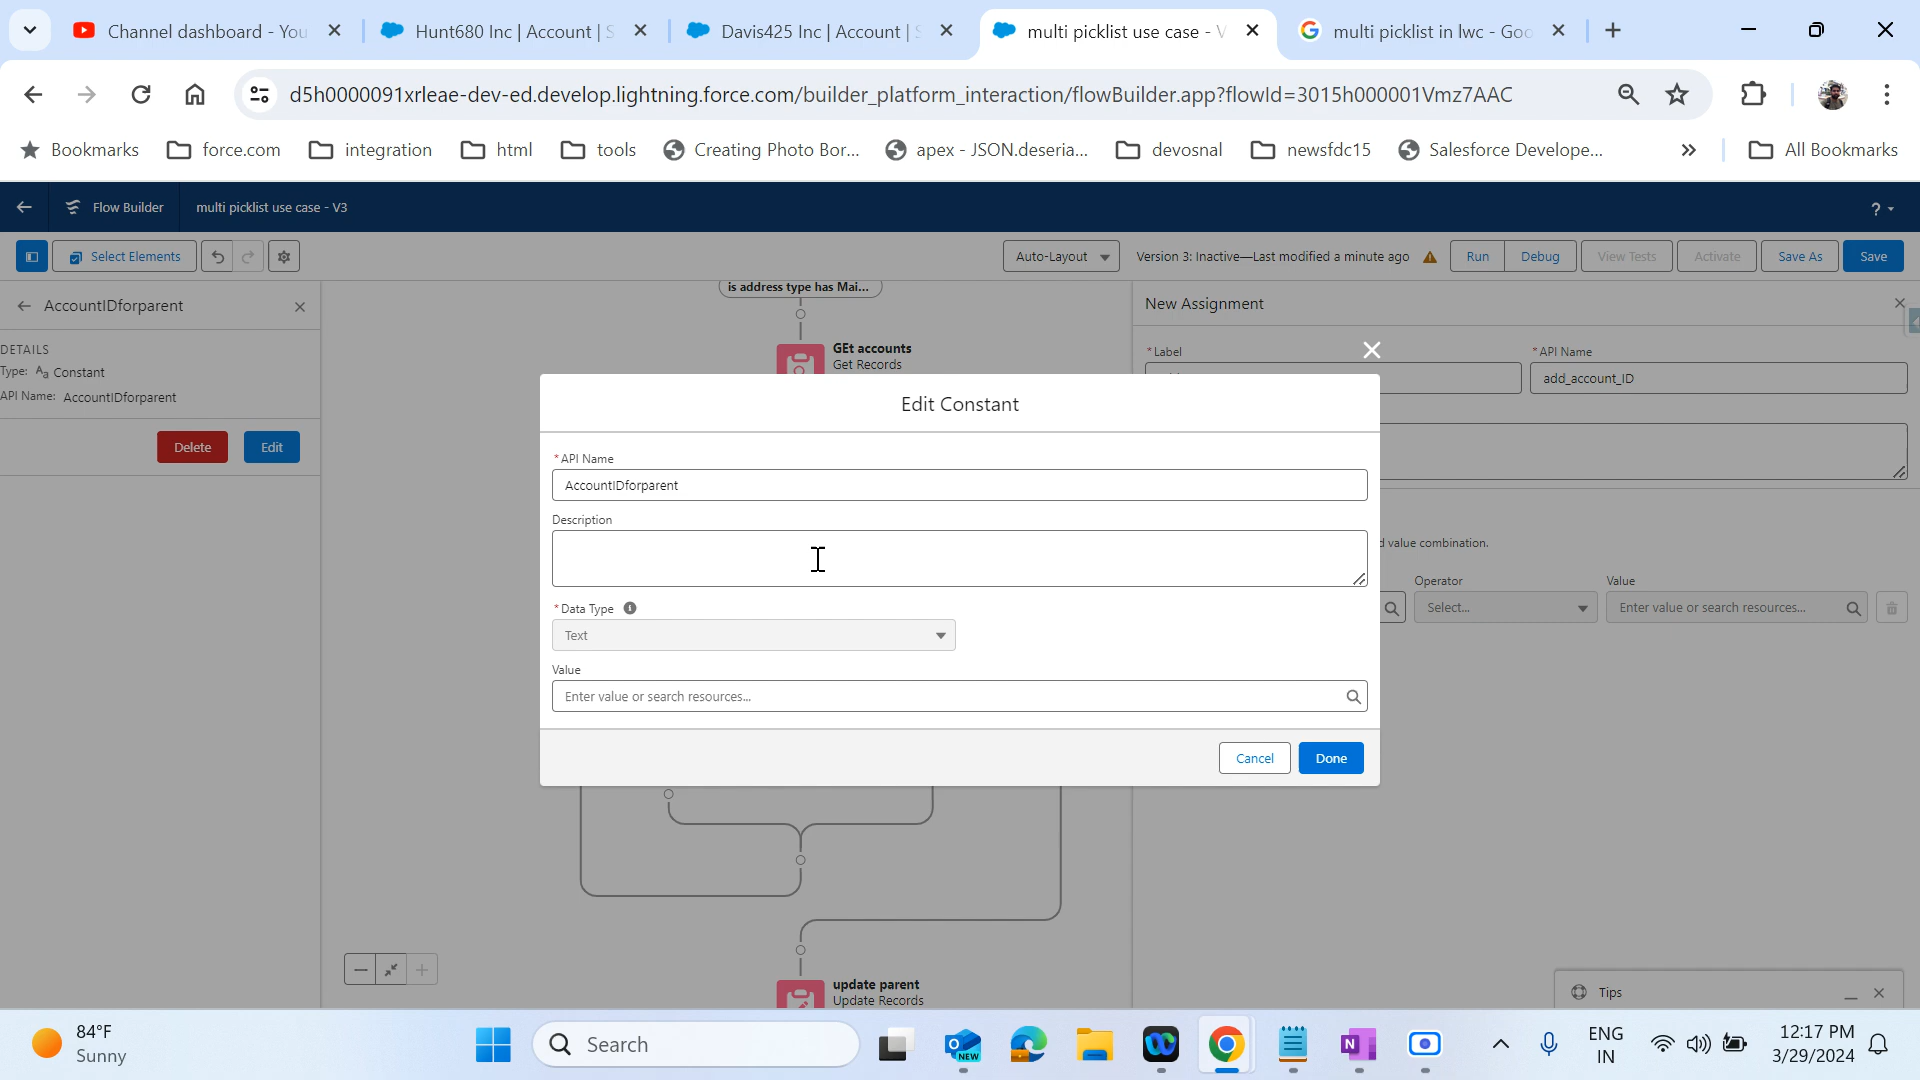 Channel dashboard - You
Hunt680 Inc | Account | S
Davis425 Inc | Account | S
multi picklist use case - V
multi picklist in lwc - Goo
d5h0000091xrleae-dev-ed.develop.lightning.force.com/builder_platform_interaction/flowBuilder.app?flowId=3015h000001Vmz7AAC
Bookmarks
force.com
integration
html
tools
Creating Photo Bor...
apex - JSON.deseria...
devosnal
newsfdc15
Salesforce Develope...
All Bookmarks
Flow Builder
multi picklist use case - V3
?
Select Elements
Auto-Layout
Version 3: Inactive—Last modified a minute ago
Run
Debug
View Tests
Activate
Save As
Save
AccountIDforparent
DETAILS
Type: Aa Constant
API Name: AccountIDforparent
Delete
Edit
is address type has Mai...
GEt accounts
Get Records
New Assignment
*Label
*API Name
add_account_ID
Edit Constant
*API Name
AccountIDforparent
Description
*Data Type
Text
Value
Enter value or search resources...
Cancel
Done
d value combination.
Operator
Value
Select...
Enter value or search resources...
update parent
Update Records
Tips
84°F
Sunny
Search
NEW
ENG
IN
12:17 PM
3/29/2024